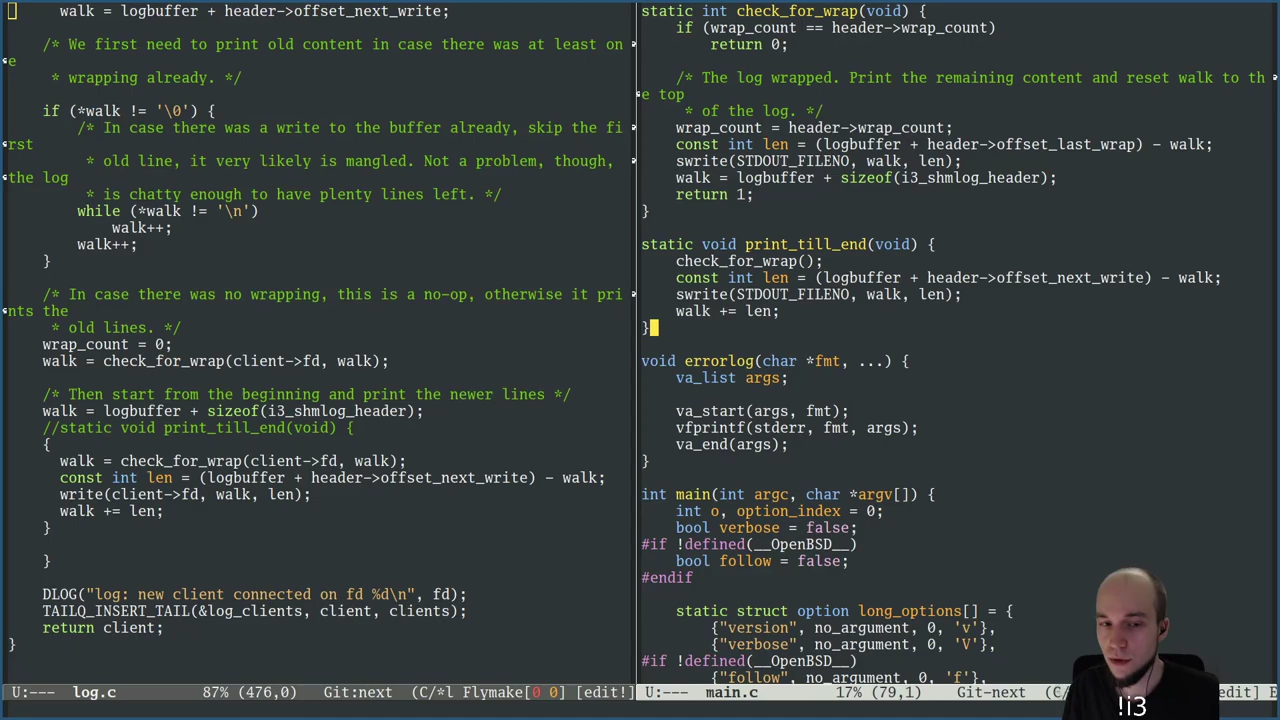 walk = logbuffer + header->offset_next_write;
/* We first need to print old content in case there was at least on
e
* wrapping already. */
if (*walk != '\0') {
/* In case there was a write to the buffer already, skip the fi
rst
* old line, it very likely is mangled. Not a problem, though,
the log
* is chatty enough to have plenty lines left. */
while (*walk != '\n')
walk++;
walk++;
}
/* In case there was no wrapping, this is a no-op, otherwise it pri
nts the
* old lines. */
wrap_count = 0;
walk = check_for_wrap(client->fd, walk);
/* Then start from the beginning and print the newer lines */
walk = logbuffer + sizeof(i3_shmlog_header);
//static void print_till_end(void) {
{
walk = check_for_wrap(client->fd, walk);
const int len = (logbuffer + header->offset_next_write) - walk;
write(client->fd, walk, len);
walk += len;
}
}
DLOG("log: new client connected on fd %d\n", fd);
TAILQ_INSERT_TAIL(&log_clients, client, clients);
return client;
}
U:--- log.c 87% (476,0) Git:next (C/*l Flymake[0 0] [edit!]
static int check_for_wrap(void) {
if (wrap_count == header->wrap_count)
return 0;
/* The log wrapped. Print the remaining content and reset walk to th
e top
* of the log. */
wrap_count = header->wrap_count;
const int len = (logbuffer + header->offset_last_wrap) - walk;
swrite(STDOUT_FILENO, walk, len);
walk = logbuffer + sizeof(i3_shmlog_header);
return 1;
}
static void print_till_end(void) {
check_for_wrap();
const int len = (logbuffer + header->offset_next_write) - walk;
swrite(STDOUT_FILENO, walk, len);
walk += len;
}
void errorlog(char *fmt, ...) {
va_list args;
va_start(args, fmt);
vfprintf(stderr, fmt, args);
va_end(args);
}
int main(int argc, char *argv[]) {
int o, option_index = 0;
bool verbose = false;
#if !defined(__OpenBSD__)
bool follow = false;
#endif
static struct option long_options[] = {
{"version", no_argument, 0, 'v'},
{"verbose", no_argument, 0, 'V'},
#if !defined(__OpenBSD__)
{"follow", no_argument, 0, 'f'},
U:--- main.c 17% (79,1) Git-next
!i3